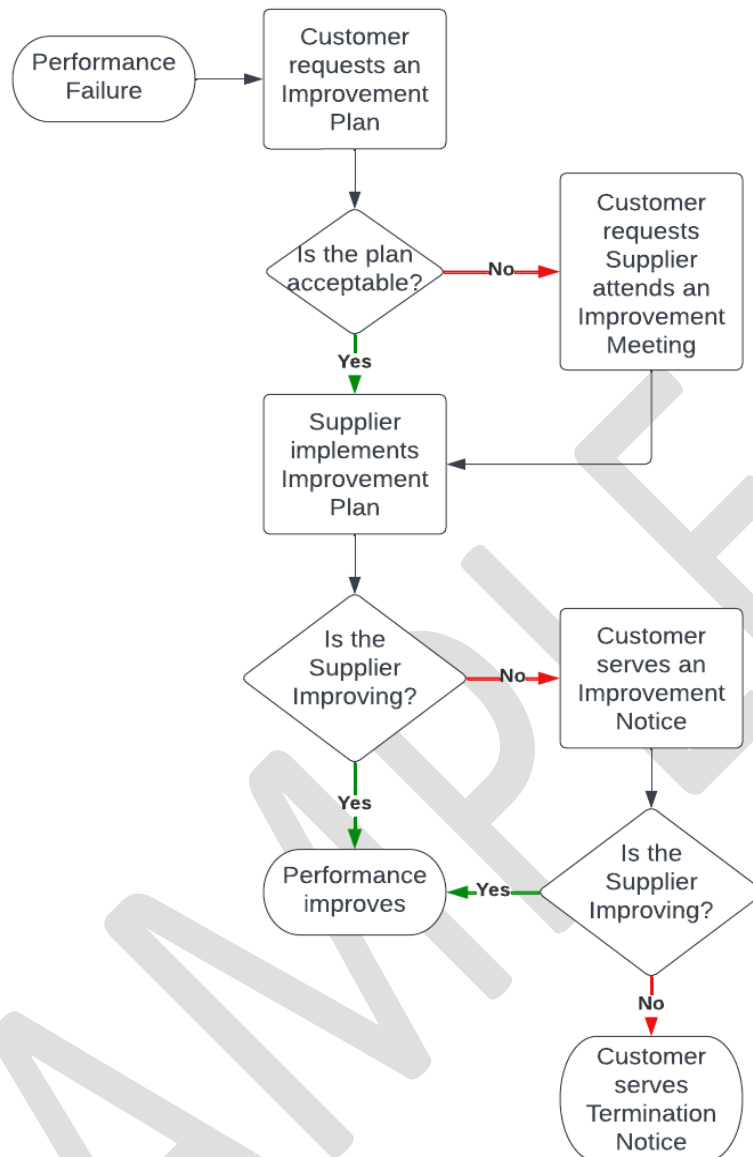 Performance
Failure
Customer
requests an
Improvement
Plan
Is the plan
acceptable?
No
Customer
requests
Supplier
attends an
Improvement
Meeting
Yes
Supplier
implements
Improvement
Plan
Is the
Supplier
Improving?
No
Customer
serves an
Improvement
Notice
Yes
Performance
improves
Yes
Is the
Supplier
Improving?
No
Customer
serves
Termination
Notice
AMPLE